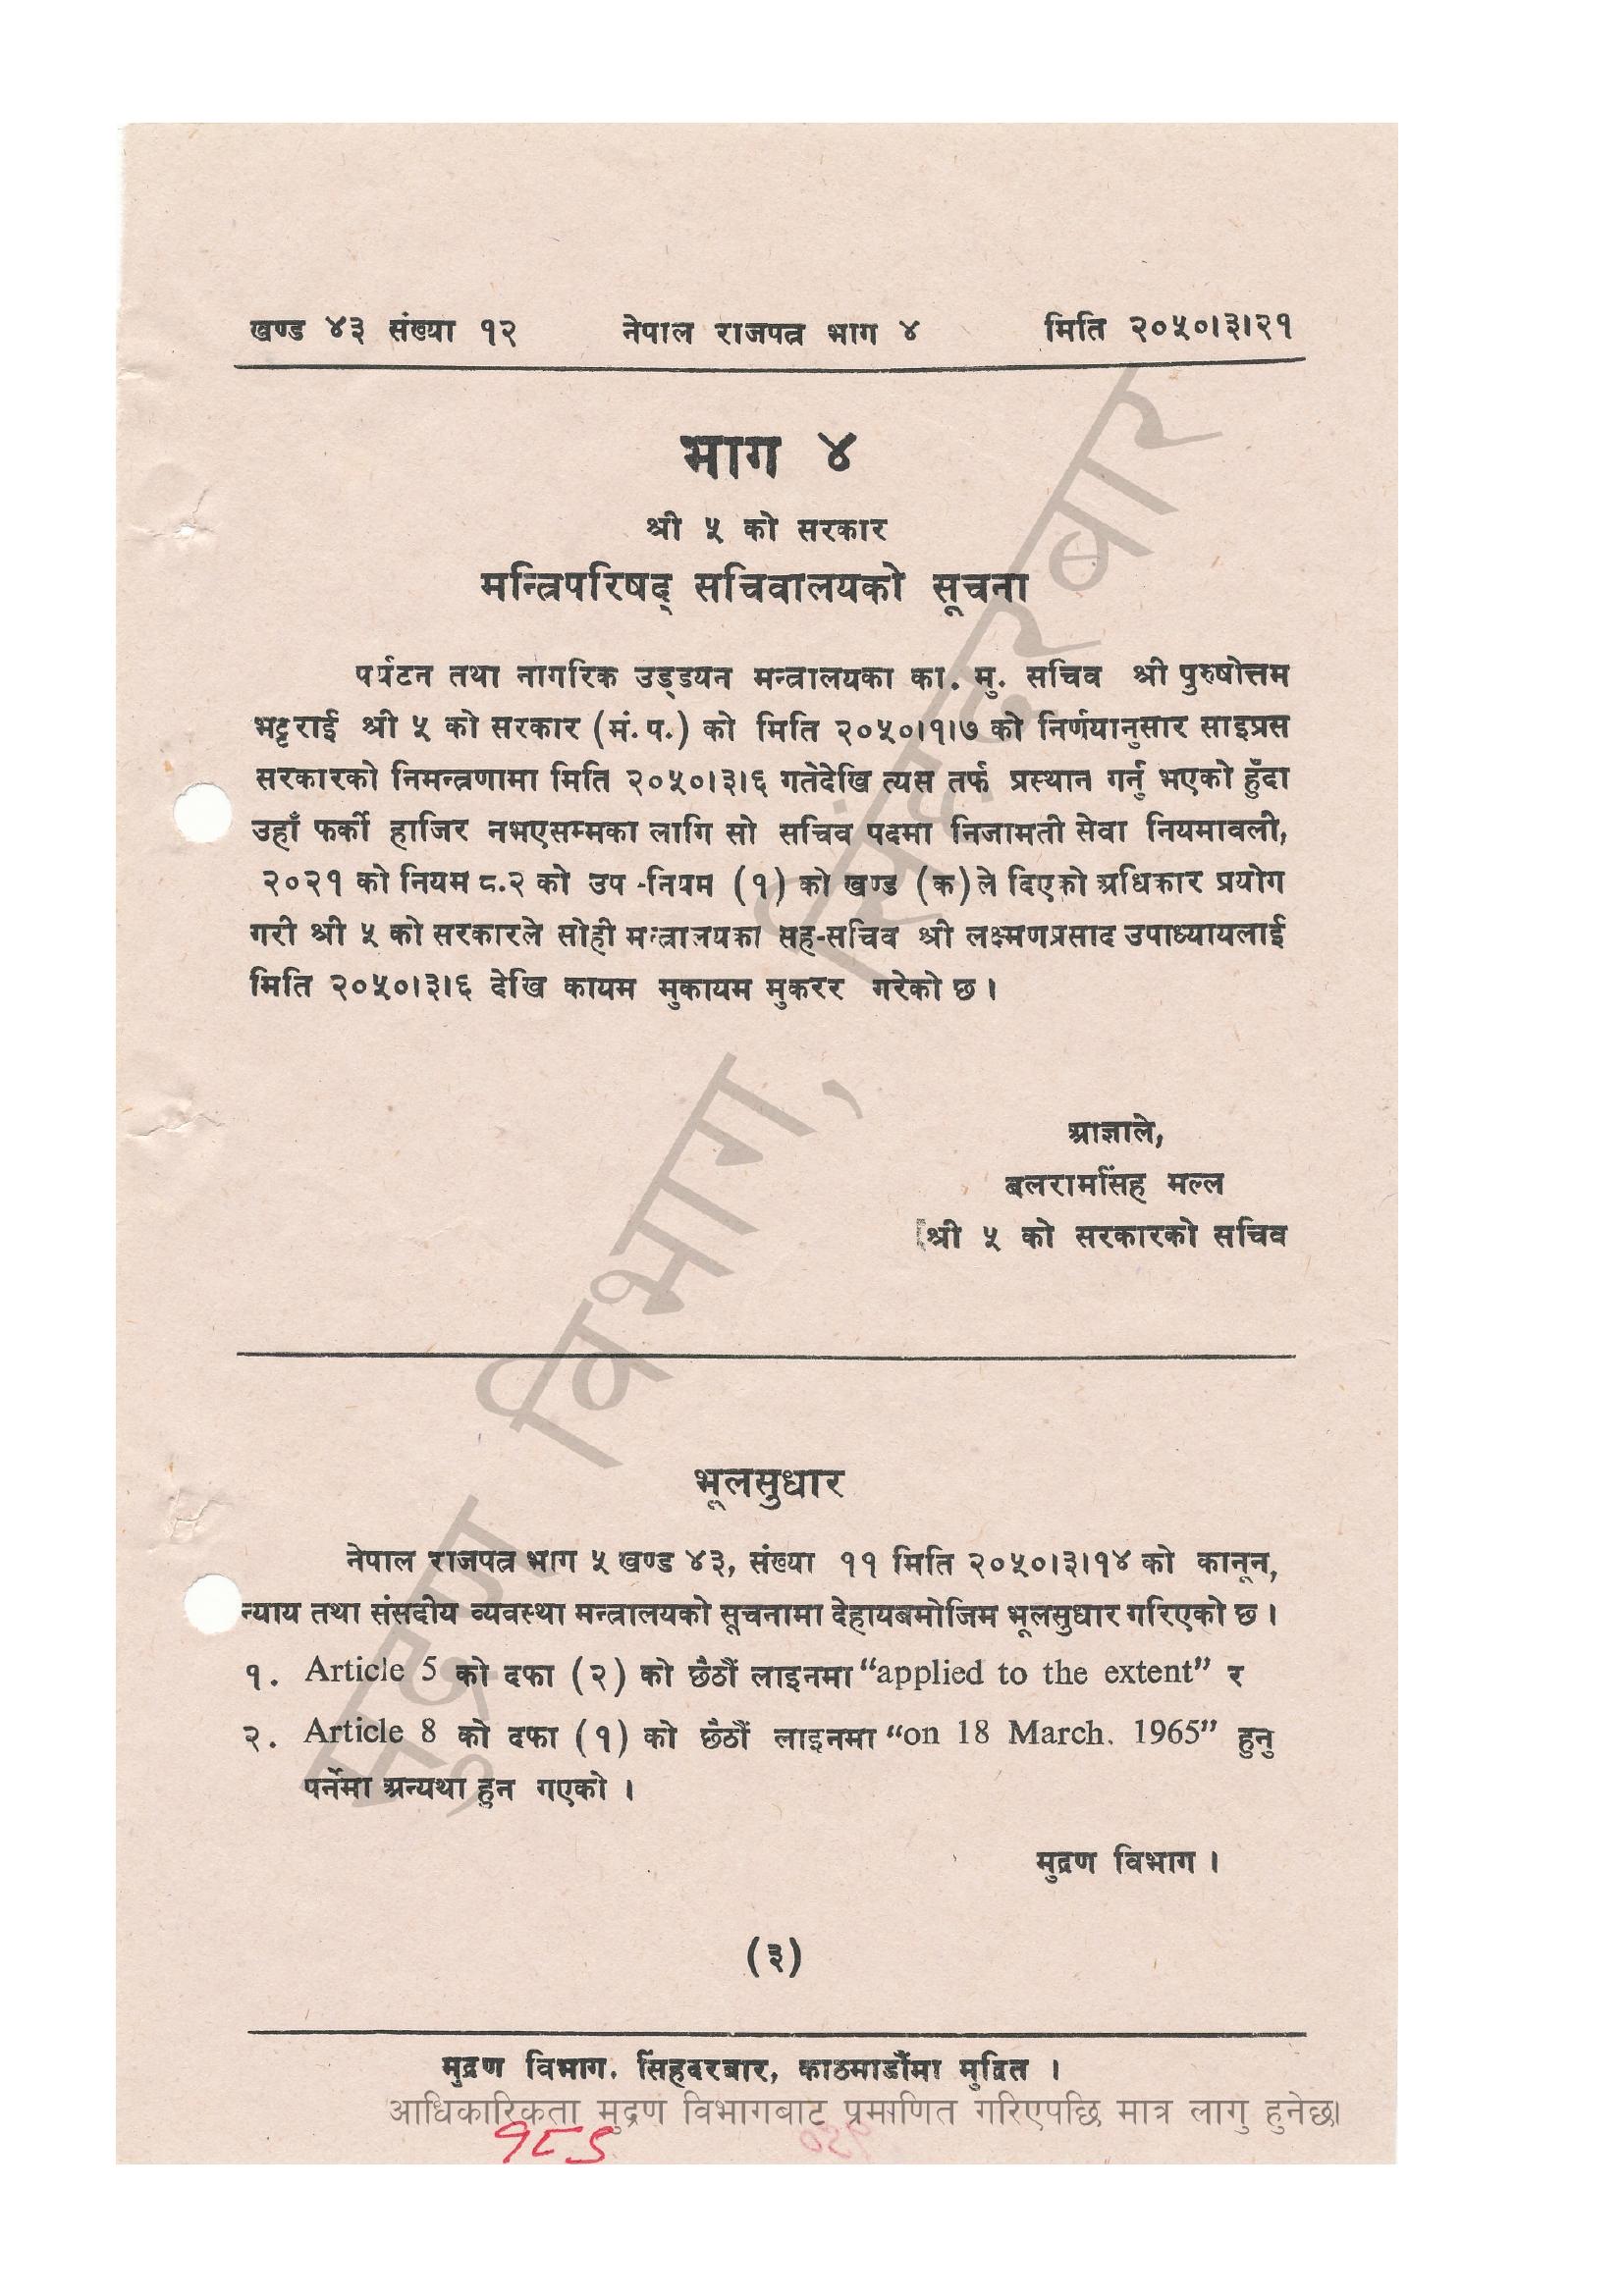 खण्ड ४३ संख्या १२ नेपाल राजपत्र भाग ४ मिति २०५०।३।२१
भाग ४
श्री ५ को सरकार
मन्त्रिपरिषद् सचिवालयको सूचना
पर्यटन तथा नागरिक उड्डयन मन्त्रालयका का. मु. सचिव श्री पुरुषोत्तम
भट्टराई श्री ५ को सरकार (मं. प.) को मिति २०५०।१।७ को निर्णयानुसार साइप्रस
सरकारको निमन्त्रणामा मिति २०५०।३।६ गतेदेखि त्यस तर्फ प्रस्थान गर्नु भएको हुँदा
उहाँ फर्की हाजिर नभएसम्मका लागि सो सचिव पदमा निजामती सेवा नियमावली,
२०२१ को नियम ८.२ को उप-नियम (१) को खण्ड (क) ले दिएको अधिकार प्रयोग
गरी श्री ५ को सरकारले सोही मन्त्रालयका सह-सचिव श्री लक्ष्मणप्रसाद उपाध्यायलाई
मिति २०५०।३।६ देखि कायम मुकायम मुकरर गरेको छ ।
आज्ञाले,
बलरामसिंह मल्ल
श्री ५ को सरकारको सचिव
भूलसुधार
नेपाल राजपत्र भाग ५ खण्ड ४३, संख्या ११ मिति २०५०।३।१४ को कानून,
न्याय तथा संसदीय व्यवस्था मन्त्रालयको सूचनामा देहायबमोजिम भूलसुधार गरिएको छ ।
१. Article 5 को दफा (२) को छैठौं लाइनमा “applied to the extent” र
२. Article 8 को दफा (१) को छैठौं लाइनमा “on 18 March. 1965” हुनु
पर्नेमा अन्यथा हुन गएको ।
मुद्रण विभाग ।
(३)
मुद्रण विभाग, सिंहदरबार, काठमाडौंमा मुद्रित ।
आधिकारिकता मुद्रण विभागबाट प्रमाणित गरिएपछि मात्र लागु हुनेछ।
मुद्रण विभाग, सिंहदरबार